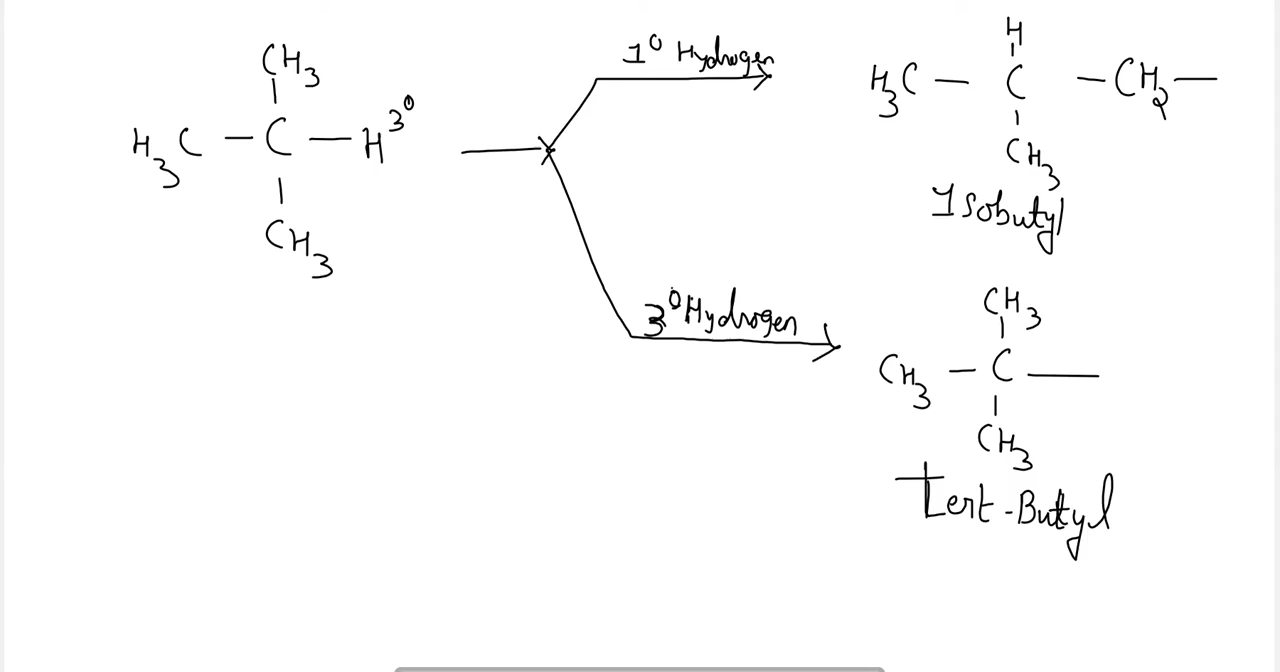 CH3
H3C - C - H 3°
CH3
1° Hydrogen
H
H3C - C - CH2 -
CH3
Isobutyl
3° Hydrogen
CH3
CH3 - C -
CH3
tert-Butyl